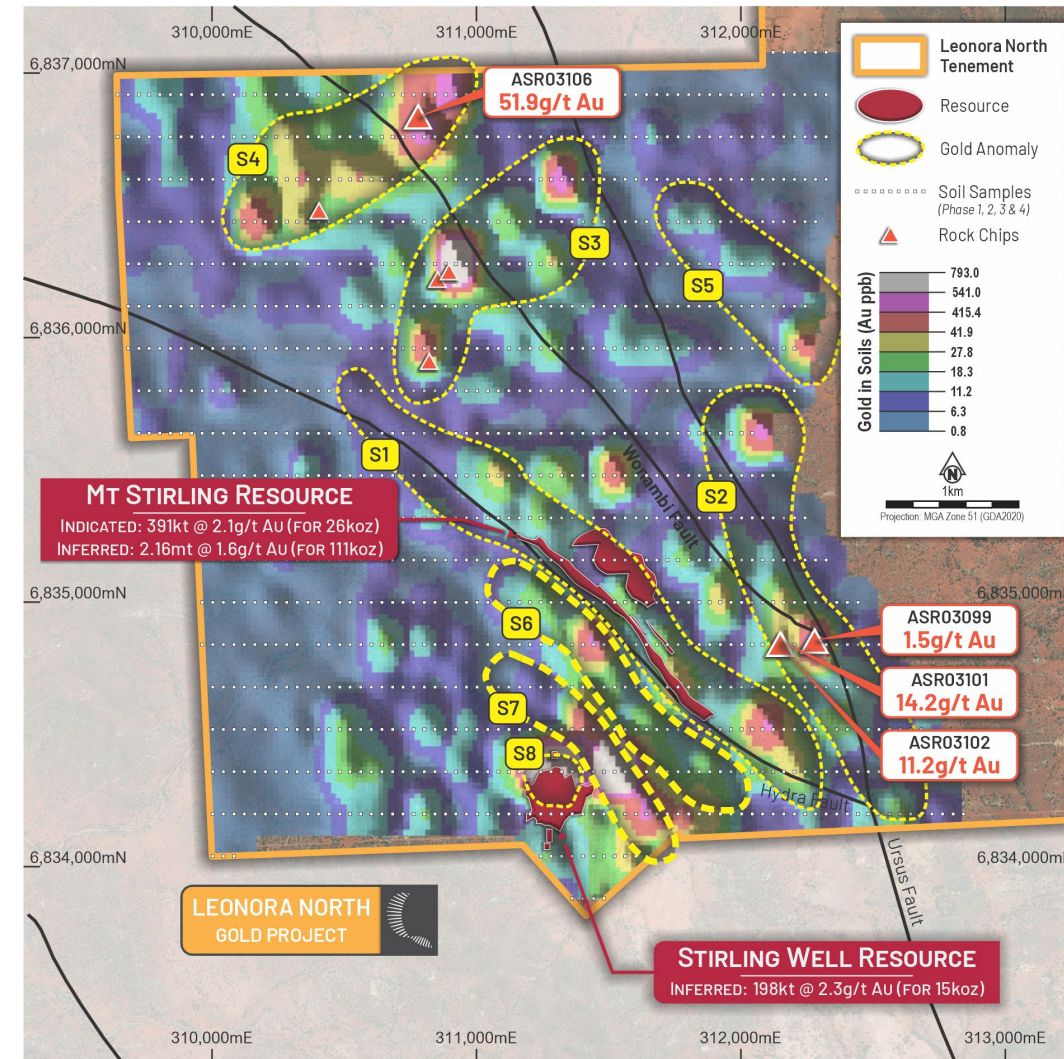 310,000mE
311,000mE
312,000mE
6,837,000mN
ASR03106
51.9g/t Au
S4
S3
S5
6,836,000mN
S1
S2
Wonambi Fault
MT STIRLING RESOURCE
INDICATED: 391kt @ 2.1g/t Au (FOR 26koz)
INFERRED: 2.16mt @ 1.6g/t Au (FOR 111koz)
6,835,000mN
6,835,000m
S6
S7
S8
ASR03099
1.5g/t Au
ASR03101
14.2g/t Au
ASR03102
11.2g/t Au
Hydra Fault
Ursus Fault
6,834,000mN
6,834,000m
LEONORA NORTH
GOLD PROJECT
STIRLING WELL RESOURCE
INFERRED: 198kt @ 2.3g/t Au (FOR 15koz)
310,000mE
311,000mE
312,000mE
313,000mE
Leonora North
Tenement
Resource
Gold Anomaly
Soil Samples
(Phase 1, 2, 3 & 4)
Rock Chips
Gold in Soils (Au ppb)
793.0
541.0
415.4
41.9
27.8
18.3
11.2
6.3
0.8
N
1km
Projection: MGA Zone 51 (GDA2020)